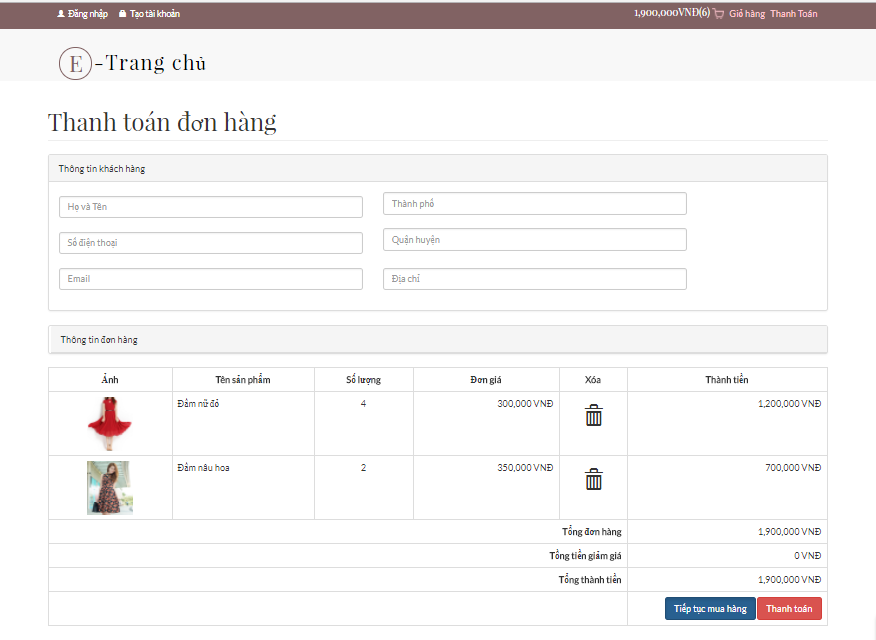 Đăng nhập Tạo tài khoản 1,900,000VNĐ(6) Giỏ hàng Thanh Toán
E -Trang chủ
Thanh toán đơn hàng
Thông tin khách hàng
Họ và Tên Thành phố
Số điện thoại Quận huyện
Email Địa chỉ
Thông tin đơn hàng
Ảnh Tên sản phẩm Số lượng Đơn giá Xóa Thành tiền
Đầm nữ đỏ 4 300,000 VNĐ 1,200,000 VNĐ
Đầm nâu hoa 2 350,000 VNĐ 700,000 VNĐ
Tổng đơn hàng 1,900,000 VNĐ
Tổng tiền giảm giá 0 VNĐ
Tổng thành tiền 1,900,000 VNĐ
Tiếp tục mua hàng Thanh toán